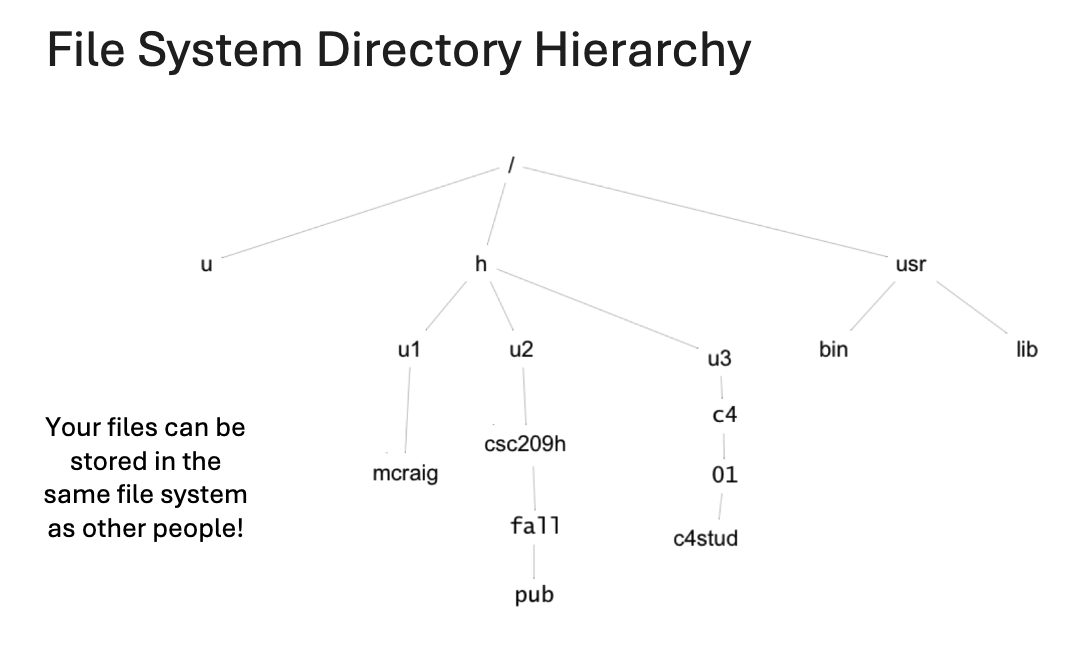 File System Directory Hierarchy
/
u h usr
u1 u2 u3 bin lib
c4
csc209h
mcraig 01
fall
c4stud
pub
Your files can be
stored in the
same file system
as other people!